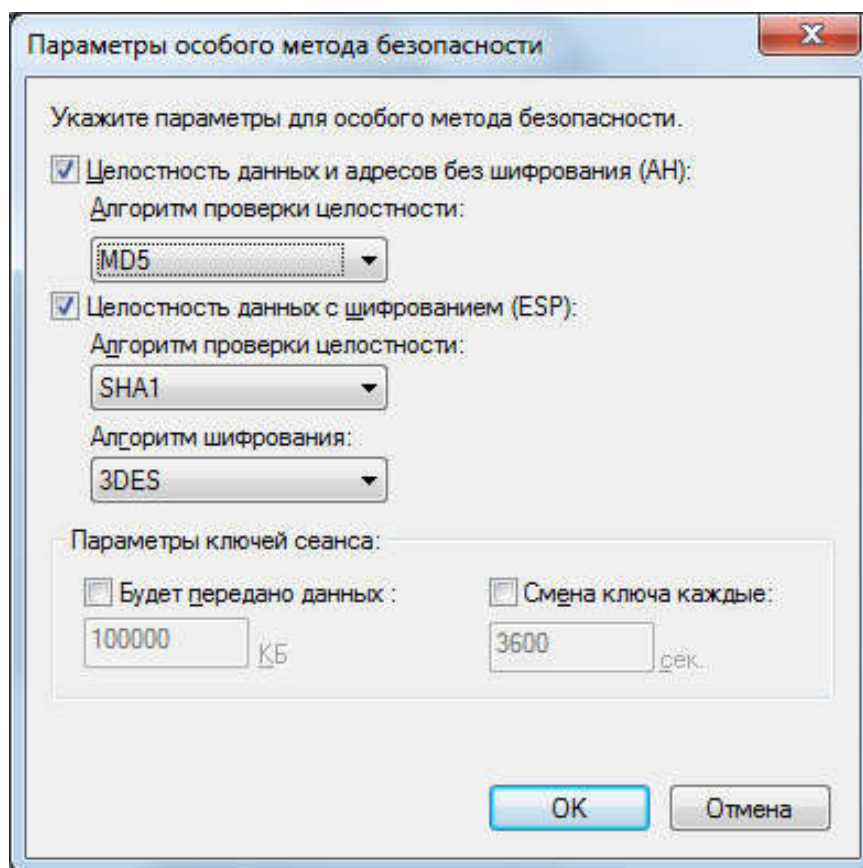 Параметры особого метода безопасности
Укажите параметры для особого метода безопасности.
Целостность данных и адресов без шифрования (AH):
Алгоритм проверки целостности:
MD5
Целостность данных с шифрованием (ESP):
Алгоритм проверки целостности:
SHA1
Алгоритм шифрования:
3DES
Параметры ключей сеанса:
Будет передано данных : Смена ключа каждые:
100000 КБ 3600 сек.
OK Отмена